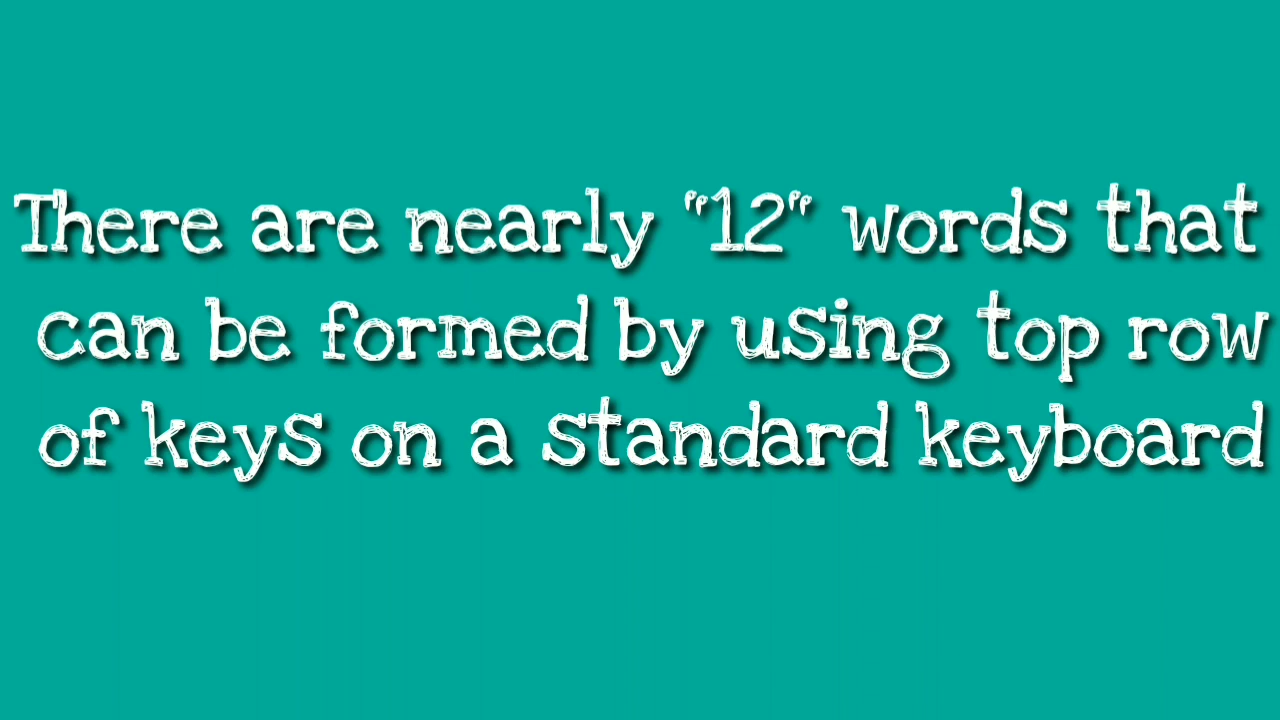 There are nearly "12" words that
can be formed by using top row
of keys on a standard keyboard